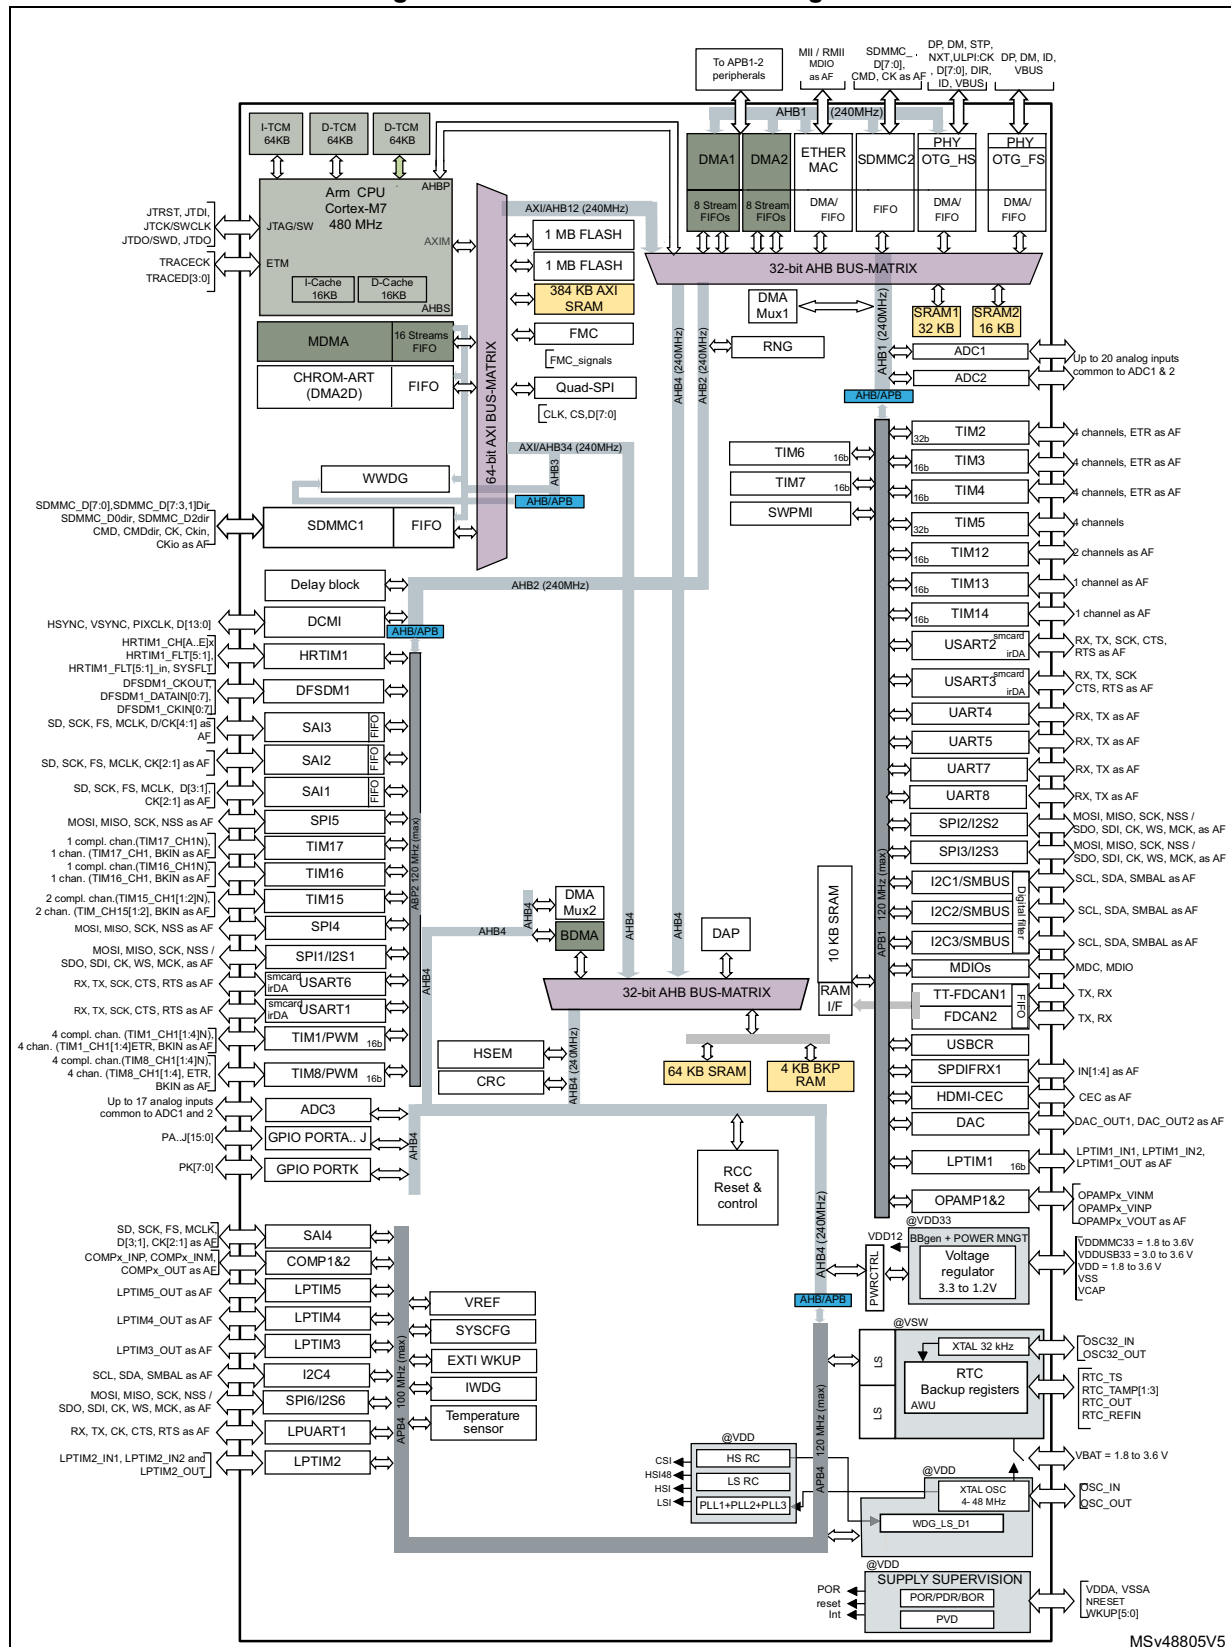 To APB1-2
peripherals
MII / RMII
MDIO
as AF
SDMMC_
D[7:0],
CMD, CK as AF
DP, DM, STP,
NXT,ULPI:CK
, D[7:0], DIR,
ID, VBUS
DP, DM, ID,
VBUS
AHB1 (240MHz)
I-TCM
64KB
D-TCM
64KB
D-TCM
64KB
AHBP
Arm CPU
Cortex-M7
480 MHz
JTAG/SW
AXIM
ETM
I-Cache
16KB
D-Cache
16KB
AHBS
JTRST, JTDI,
JTCK/SWCLK
JTDO/SWD, JTDO
TRACECK
TRACED[3:0]
DMA1
8 Stream
FIFOs
DMA2
8 Stream
FIFOs
ETHER
MAC
DMA/
FIFO
SDMMC2
FIFO
PHY
OTG_HS
DMA/
FIFO
PHY
OTG_FS
DMA/
FIFO
AXI/AHB12 (240MHz)
64-bit AXI BUS-MATRIX
1 MB FLASH
1 MB FLASH
384 KB AXI
SRAM
FMC
FMC_signals
Quad-SPI
CLK, CS,D[7:0]
32-bit AHB BUS-MATRIX
DMA
Mux1
SRAM1
32 KB
SRAM2
16 KB
RNG
AHB4 (240MHz)
AHB2 (240MHz)
AHB1 (240MHz)
ADC1
ADC2
Up to 20 analog inputs
common to ADC1 & 2
AHB/APB
MDMA
16 Streams
FIFO
CHROM-ART
(DMA2D)
FIFO
AXI/AHB34 (240MHz)
AHB3
WWDG
AHB/APB
SDMMC_D[7:0],SDMMC_D[7:3,1]Dir
SDMMC_D0dir, SDMMC_D2dir
CMD, CMDdir, CK, Ckin,
CKio as AF
SDMMC1
FIFO
TIM6
16b
TIM7
16b
SWPMI
TIM2
32b
4 channels, ETR as AF
TIM3
16b
4 channels, ETR as AF
TIM4
16b
4 channels, ETR as AF
TIM5
32b
4 channels
TIM12
16b
2 channels as AF
TIM13
16b
1 channel as AF
TIM14
16b
1 channel as AF
USART2
smcard
irDA
RX, TX, SCK, CTS,
RTS as AF
USART3
smcard
irDA
RX, TX, SCK
CTS, RTS as AF
UART4
RX, TX as AF
UART5
RX, TX as AF
UART7
RX, TX as AF
UART8
RX, TX as AF
SPI2/I2S2
MOSI, MISO, SCK, NSS /
SDO, SDI, CK, WS, MCK, as AF
SPI3/I2S3
MOSI, MISO, SCK, NSS /
SDO, SDI, CK, WS, MCK, as AF
I2C1/SMBUS
SCL, SDA, SMBAL as AF
I2C2/SMBUS
SCL, SDA, SMBAL as AF
I2C3/SMBUS
SCL, SDA, SMBAL as AF
Digital filter
MDIOs
MDC, MDIO
TT-FDCAN1
TX, RX
FDCAN2
TX, RX
FIFO
USBCR
SPDIFRX1
IN[1:4] as AF
HDMI-CEC
CEC as AF
DAC
DAC_OUT1, DAC_OUT2 as AF
LPTIM1
16b
LPTIM1_IN1, LPTIM1_IN2,
LPTIM1_OUT as AF
OPAMP1&2
OPAMPx_VINM
OPAMPx_VINP
OPAMPx_VOUT as AF
APB1 120 MHz (max)
10 KB SRAM
RAM
I/F
Delay block
AHB2 (240MHz)
DCMI
HSYNC, VSYNC, PIXCLK, D[13:0]
AHB/APB
HRTIM1_CH[A..E]x
HRTIM1_FLT[5:1],
HRTIM1_FLT[5:1]_in, SYSFLT
HRTIM1
DFSDM1_CKOUT,
DFSDM1_DATAIN[0:7],
DFSDM1_CKIN[0:7]
DFSDM1
SD, SCK, FS, MCLK, D/CK[4:1] as
AF
SAI3
FIFO
SD, SCK, FS, MCLK, CK[2:1] as AF
SAI2
FIFO
SD, SCK, FS, MCLK, D[3:1],
CK[2:1] as AF
SAI1
FIFO
MOSI, MISO, SCK, NSS as AF
SPI5
1 compl. chan.(TIM17_CH1N),
1 chan. (TIM17_CH1, BKIN as AF
TIM17
1 compl. chan.(TIM16_CH1N),
1 chan. (TIM16_CH1, BKIN as AF
TIM16
2 compl. chan.(TIM15_CH1[1:2]N),
2 chan. (TIM_CH15[1:2], BKIN as AF
TIM15
MOSI, MISO, SCK, NSS as AF
SPI4
MOSI, MISO, SCK, NSS /
SDO, SDI, CK, WS, MCK, as AF
SPI1/I2S1
RX, TX, SCK, CTS, RTS as AF
smcard
irDA
USART6
RX, TX, SCK, CTS, RTS as AF
smcard
irDA
USART1
4 compl. chan. (TIM1_CH1[1:4]N),
4 chan. (TIM1_CH1[1:4]ETR, BKIN as AF
TIM1/PWM
16b
4 compl. chan.(TIM8_CH1[1:4]N),
4 chan. (TIM8_CH1[1:4], ETR,
BKIN as AF
TIM8/PWM
16b
ABP2 120 MHz (max)
Up to 17 analog inputs
common to ADC1 and 2
ADC3
PA..J[15:0]
GPIO PORTA.. J
PK[7:0]
GPIO PORTK
AHB4
AHB4
AHB4
AHB4
AHB4
AHB4
DMA
Mux2
BDMA
DAP
32-bit AHB BUS-MATRIX
AHB4 (240MHz)
HSEM
CRC
64 KB SRAM
4 KB BKP
RAM
RCC
Reset &
control
AHB4 (240MHz)
AHB/APB
SD, SCK, FS, MCLK,
D[3;1], CK[2:1] as AF
SAI4
COMPx_INP, COMPx_INM,
COMPx_OUT as AF
COMP1&2
LPTIM5_OUT as AF
LPTIM5
LPTIM4_OUT as AF
LPTIM4
LPTIM3_OUT as AF
LPTIM3
SCL, SDA, SMBAL as AF
I2C4
MOSI, MISO, SCK, NSS /
SDO, SDI, CK, WS, MCK, as AF
SPI6/I2S6
RX, TX, CK, CTS, RTS as AF
LPUART1
LPTIM2_IN1, LPTIM2_IN2 and
LPTIM2_OUT
LPTIM2
APB4 100 MHz (max)
VREF
SYSCFG
EXTI WKUP
IWDG
Temperature
sensor
APB4 120 MHz (max)
@VDD33
VDD12
PWRCTRL
BBgen + POWER MNGT
Voltage
regulator
3.3 to 1.2V
VDDMMC33 = 1.8 to 3.6V
VDDUSB33 = 3.0 to 3.6 V
VDD = 1.8 to 3.6 V
VSS
VCAP
@VSW
LS
LS
XTAL 32 kHz
RTC
Backup registers
AWU
OSC32_IN
OSC32_OUT
RTC_TS
RTC_TAMP[1:3]
RTC_OUT
RTC_REFIN
VBAT = 1.8 to 3.6 V
@VDD
CSI
HSI48
HSI
LSI
HS RC
LS RC
PLL1+PLL2+PLL3
@VDD
XTAL OSC
4- 48 MHz
WDG_LS_D1
OSC_IN
OSC_OUT
@VDD
SUPPLY SUPERVISION
POR
reset
Int
POR/PDR/BOR
PVD
VDDA, VSSA
NRESET
WKUP[5:0]
MSv48805V5